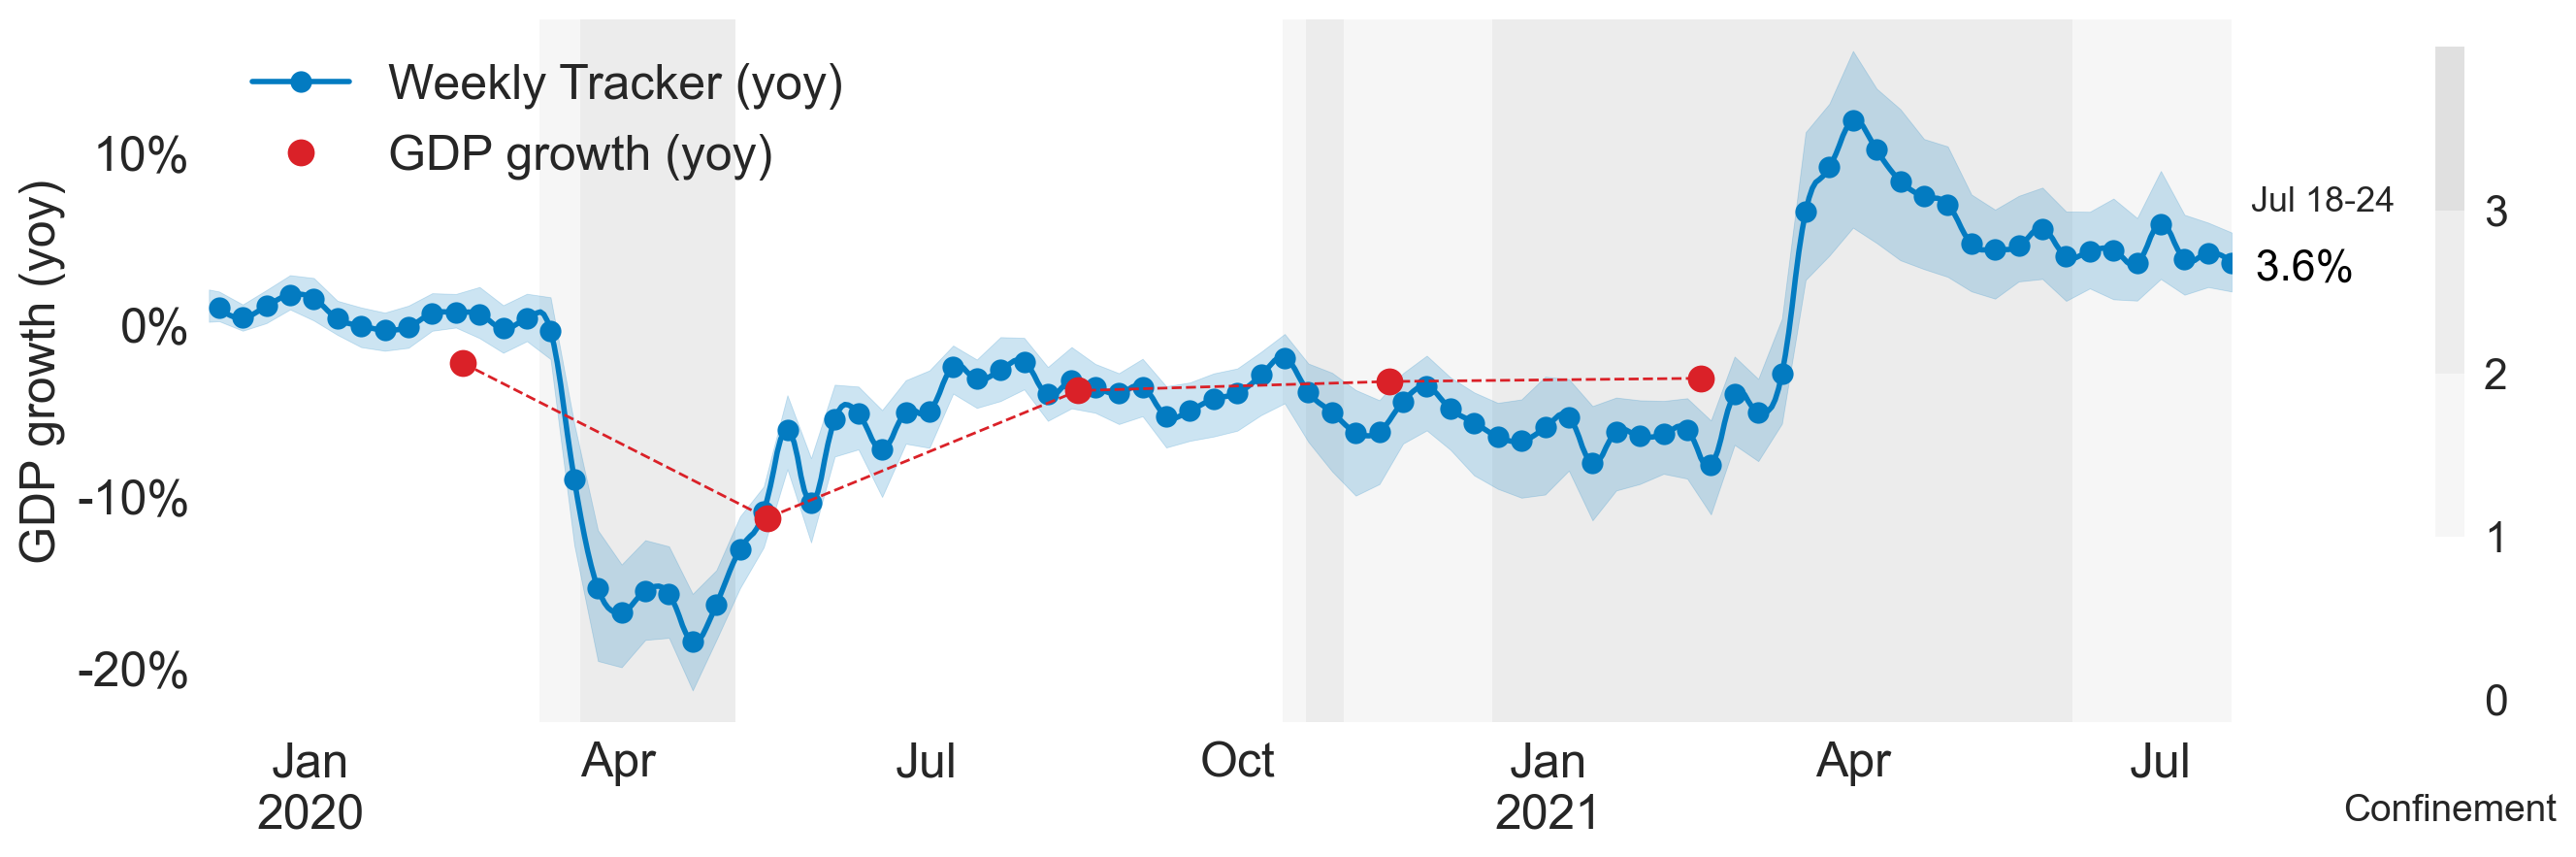 Weekly Tracker (yoy)
GDP growth (yoy)
GDP growth (yoy)
10%
0%
-10%
-20%
Jan
2020
Apr
Jul
Oct
Jan
2021
Apr
Jul
Jul 18-24
3.6%
3
2
1
0
Confinement